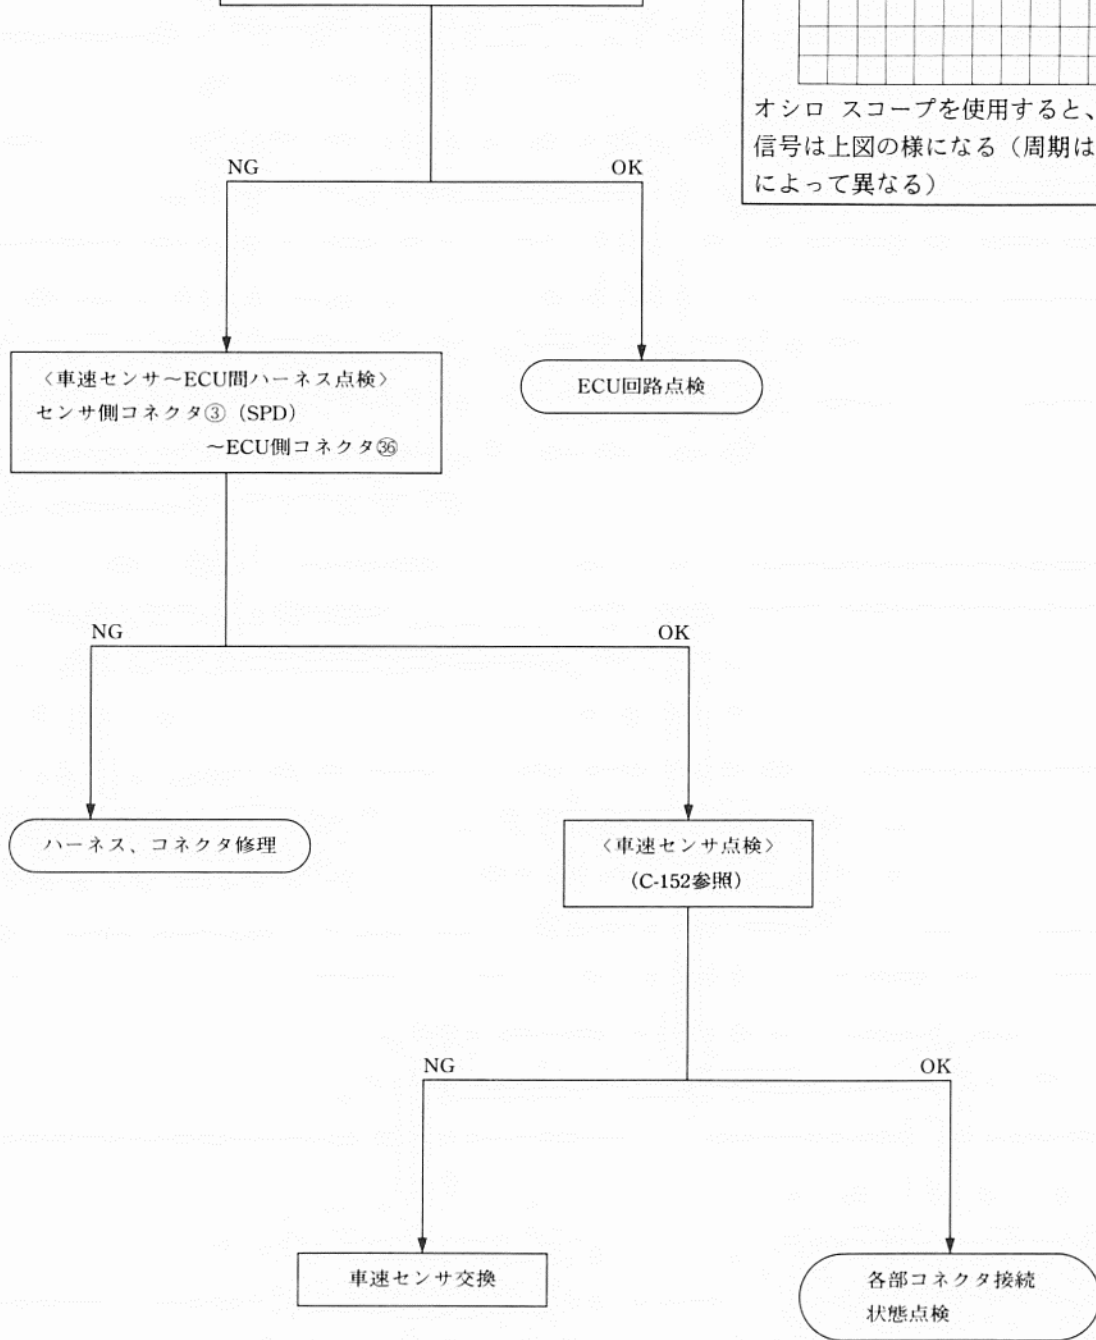 オシロ スコープを使用すると、
信号は上図の様になる（周期は
によって異なる）
NG
OK
〈車速センサ～ECU間ハーネス点検〉
センサ側コネクタ③（SPD）
～ECU側コネクタ㊱
ECU回路点検
NG
OK
ハーネス、コネクタ修理
〈車速センサ点検〉
（C-152参照）
NG
OK
車速センサ交換
各部コネクタ接続
状態点検